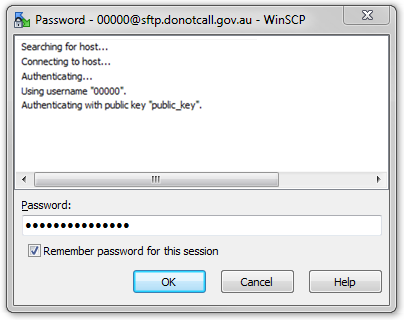 Password - 00000@sftp.donotcall.gov.au - WinSCP
Searching for host...
Connecting to host...
Authenticating...
Using username "00000".
Authenticating with public key "public_key".
Password:
●●●●●●●●●●●●●●●
Remember password for this session
OK Cancel Help